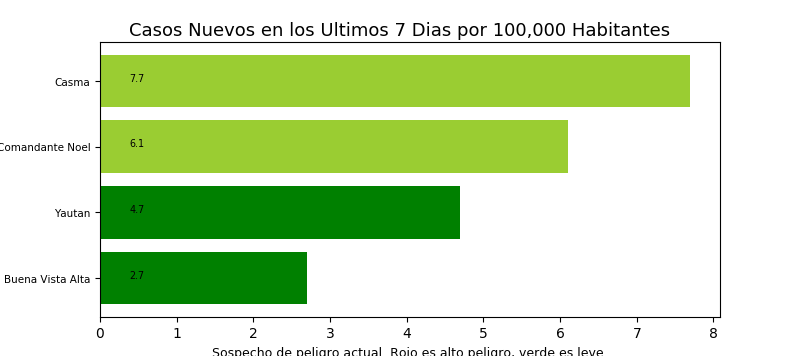 Casos Nuevos en los Ultimos 7 Dias por 100,000 Habitantes
Casma
7.7
Comandante Noel
6.1
Yautan
4.7
Buena Vista Alta
2.7
0 1 2 3 4 5 6 7 8
Sospecho de peligro actual. Rojo es alto peligro, verde es leve